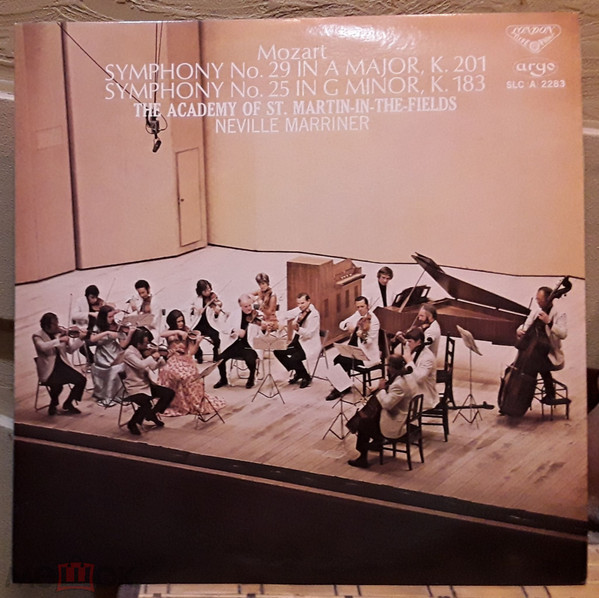 Mozart
SYMPHONY No. 29 IN A MAJOR, K. 201
SYMPHONY No. 25 IN G MINOR, K. 183
THE ACADEMY OF ST. MARTIN-IN-THE-FIELDS
NEVILLE MARRINER
LONDON
argo
SLC A 2283